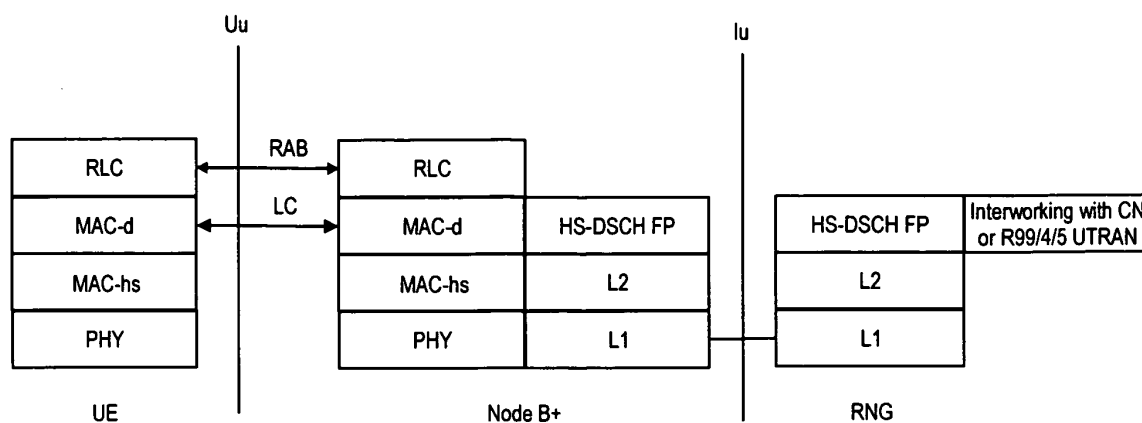 Uu
Iu
RAB
RLC
RLC
LC
MAC-d
MAC-d
HS-DSCH FP
HS-DSCH FP
Interworking with CN
or R99/4/5 UTRAN
MAC-hs
MAC-hs
L2
L2
PHY
PHY
L1
L1
UE
Node B+
RNG